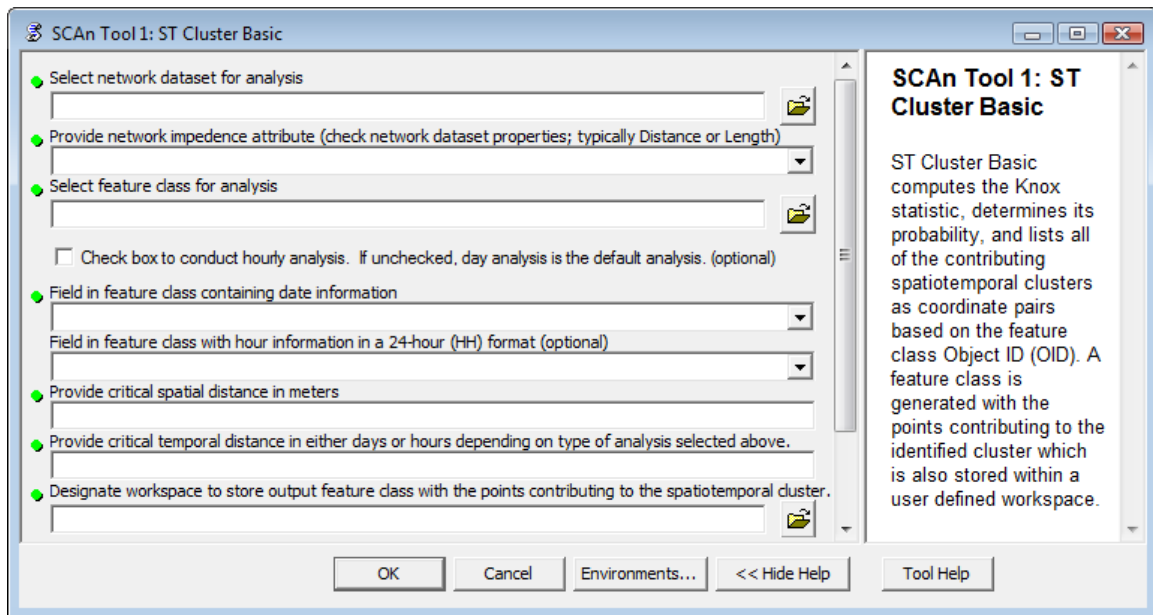 SCAn Tool 1: ST Cluster Basic
Select network dataset for analysis
Provide network impedence attribute (check network dataset properties; typically Distance or Length)
Select feature class for analysis
Check box to conduct hourly analysis.  If unchecked, day analysis is the default analysis. (optional)
Field in feature class containing date information
Field in feature class with hour information in a 24-hour (HH) format (optional)
Provide critical spatial distance in meters
Provide critical temporal distance in either days or hours depending on type of analysis selected above.
Designate workspace to store output feature class with the points contributing to the spatiotemporal cluster.
SCAn Tool 1: ST
Cluster Basic
ST Cluster Basic
computes the Knox
statistic, determines its
probability, and lists all
of the contributing
spatiotemporal clusters
as coordinate pairs
based on the feature
class Object ID (OID). A
feature class is
generated with the
points contributing to the
identified cluster which
is also stored within a
user defined workspace.
OK
Cancel
Environments...
<< Hide Help
Tool Help